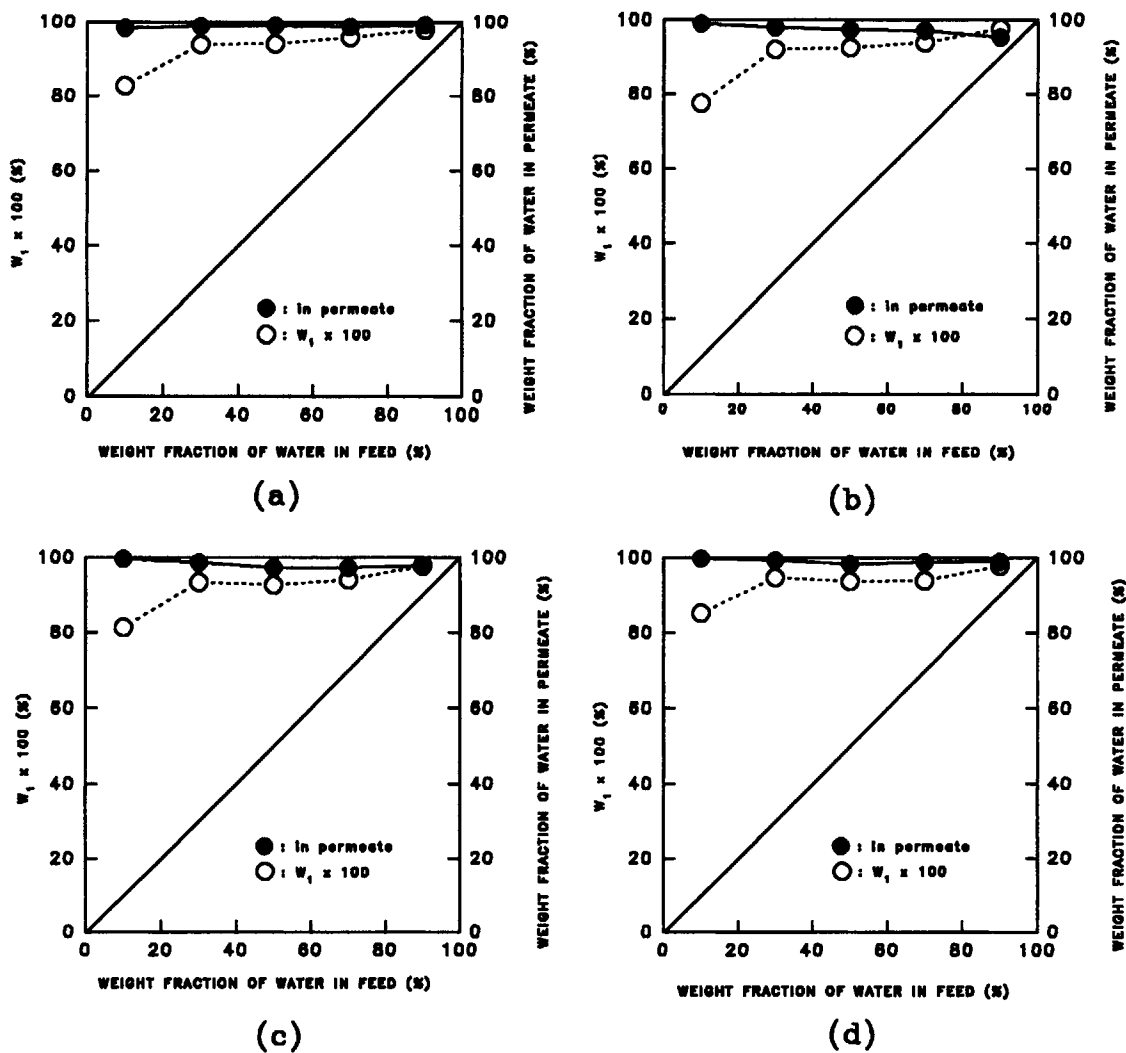 100
80
60
40
20
0
W₁ x 100 (%)
100
80
60
40
20
0
WEIGHT FRACTION OF WATER IN PERMEATE (%)
● : in permeate
○ : W₁ x 100
0 20 40 60 80 100
WEIGHT FRACTION OF WATER IN FEED (%)
(a)
100
80
60
40
20
0
W₁ x 100 (%)
100
80
60
40
20
0
WEIGHT FRACTION OF WATER IN PERMEATE (%)
● : in permeate
○ : W₁ x 100
0 20 40 60 80 100
WEIGHT FRACTION OF WATER IN FEED (%)
(b)
100
80
60
40
20
0
W₁ x 100 (%)
100
80
60
40
20
0
WEIGHT FRACTION OF WATER IN PERMEATE (%)
● : in permeate
○ : W₁ x 100
0 20 40 60 80 100
WEIGHT FRACTION OF WATER IN FEED (%)
(c)
100
80
60
40
20
0
W₁ x 100 (%)
100
80
60
40
20
0
WEIGHT FRACTION OF WATER IN PERMEATE (%)
● : in permeate
○ : W₁ x 100
0 20 40 60 80 100
WEIGHT FRACTION OF WATER IN FEED (%)
(d)